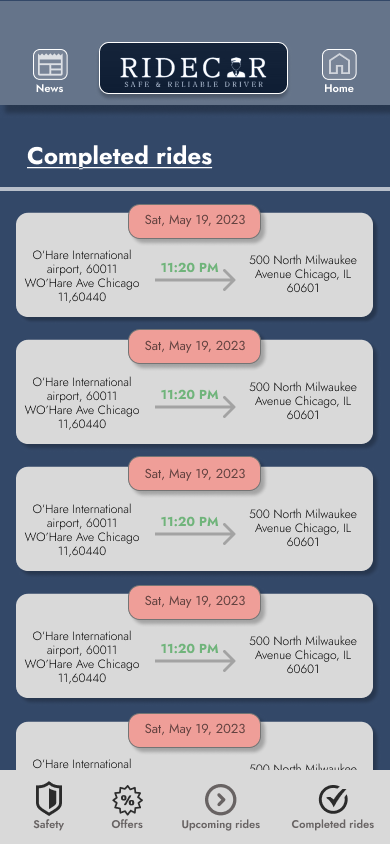 RIDECAR
SAFE & RELIABLE DRIVER
News
Home
Completed rides
Sat, May 19, 2023
O'Hare International
airport, 60011
WO'Hare Ave Chicago
11,60440
11:20 PM
500 North Milwaukee
Avenue Chicago, IL
60601
Sat, May 19, 2023
O'Hare International
airport, 60011
WO'Hare Ave Chicago
11,60440
11:20 PM
500 North Milwaukee
Avenue Chicago, IL
60601
Sat, May 19, 2023
O'Hare International
airport, 60011
WO'Hare Ave Chicago
11,60440
11:20 PM
500 North Milwaukee
Avenue Chicago, IL
60601
Sat, May 19, 2023
O'Hare International
airport, 60011
WO'Hare Ave Chicago
11,60440
11:20 PM
500 North Milwaukee
Avenue Chicago, IL
60601
Sat, May 19, 2023
O'Hare International
500 North Milwaukee
%
Safety
Offers
Upcoming rides
Completed rides